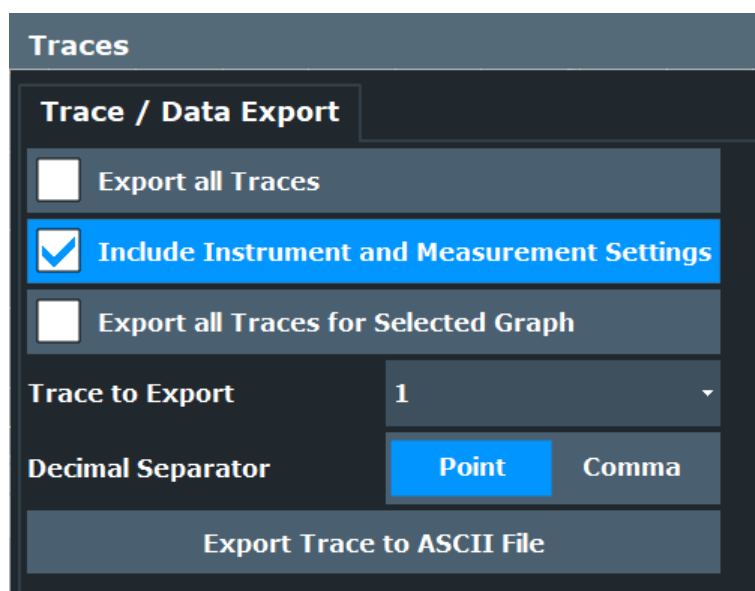 Traces
Trace / Data Export
Export all Traces
Include Instrument and Measurement Settings
Export all Traces for Selected Graph
Trace to Export 1
Decimal Separator Point Comma
Export Trace to ASCII File